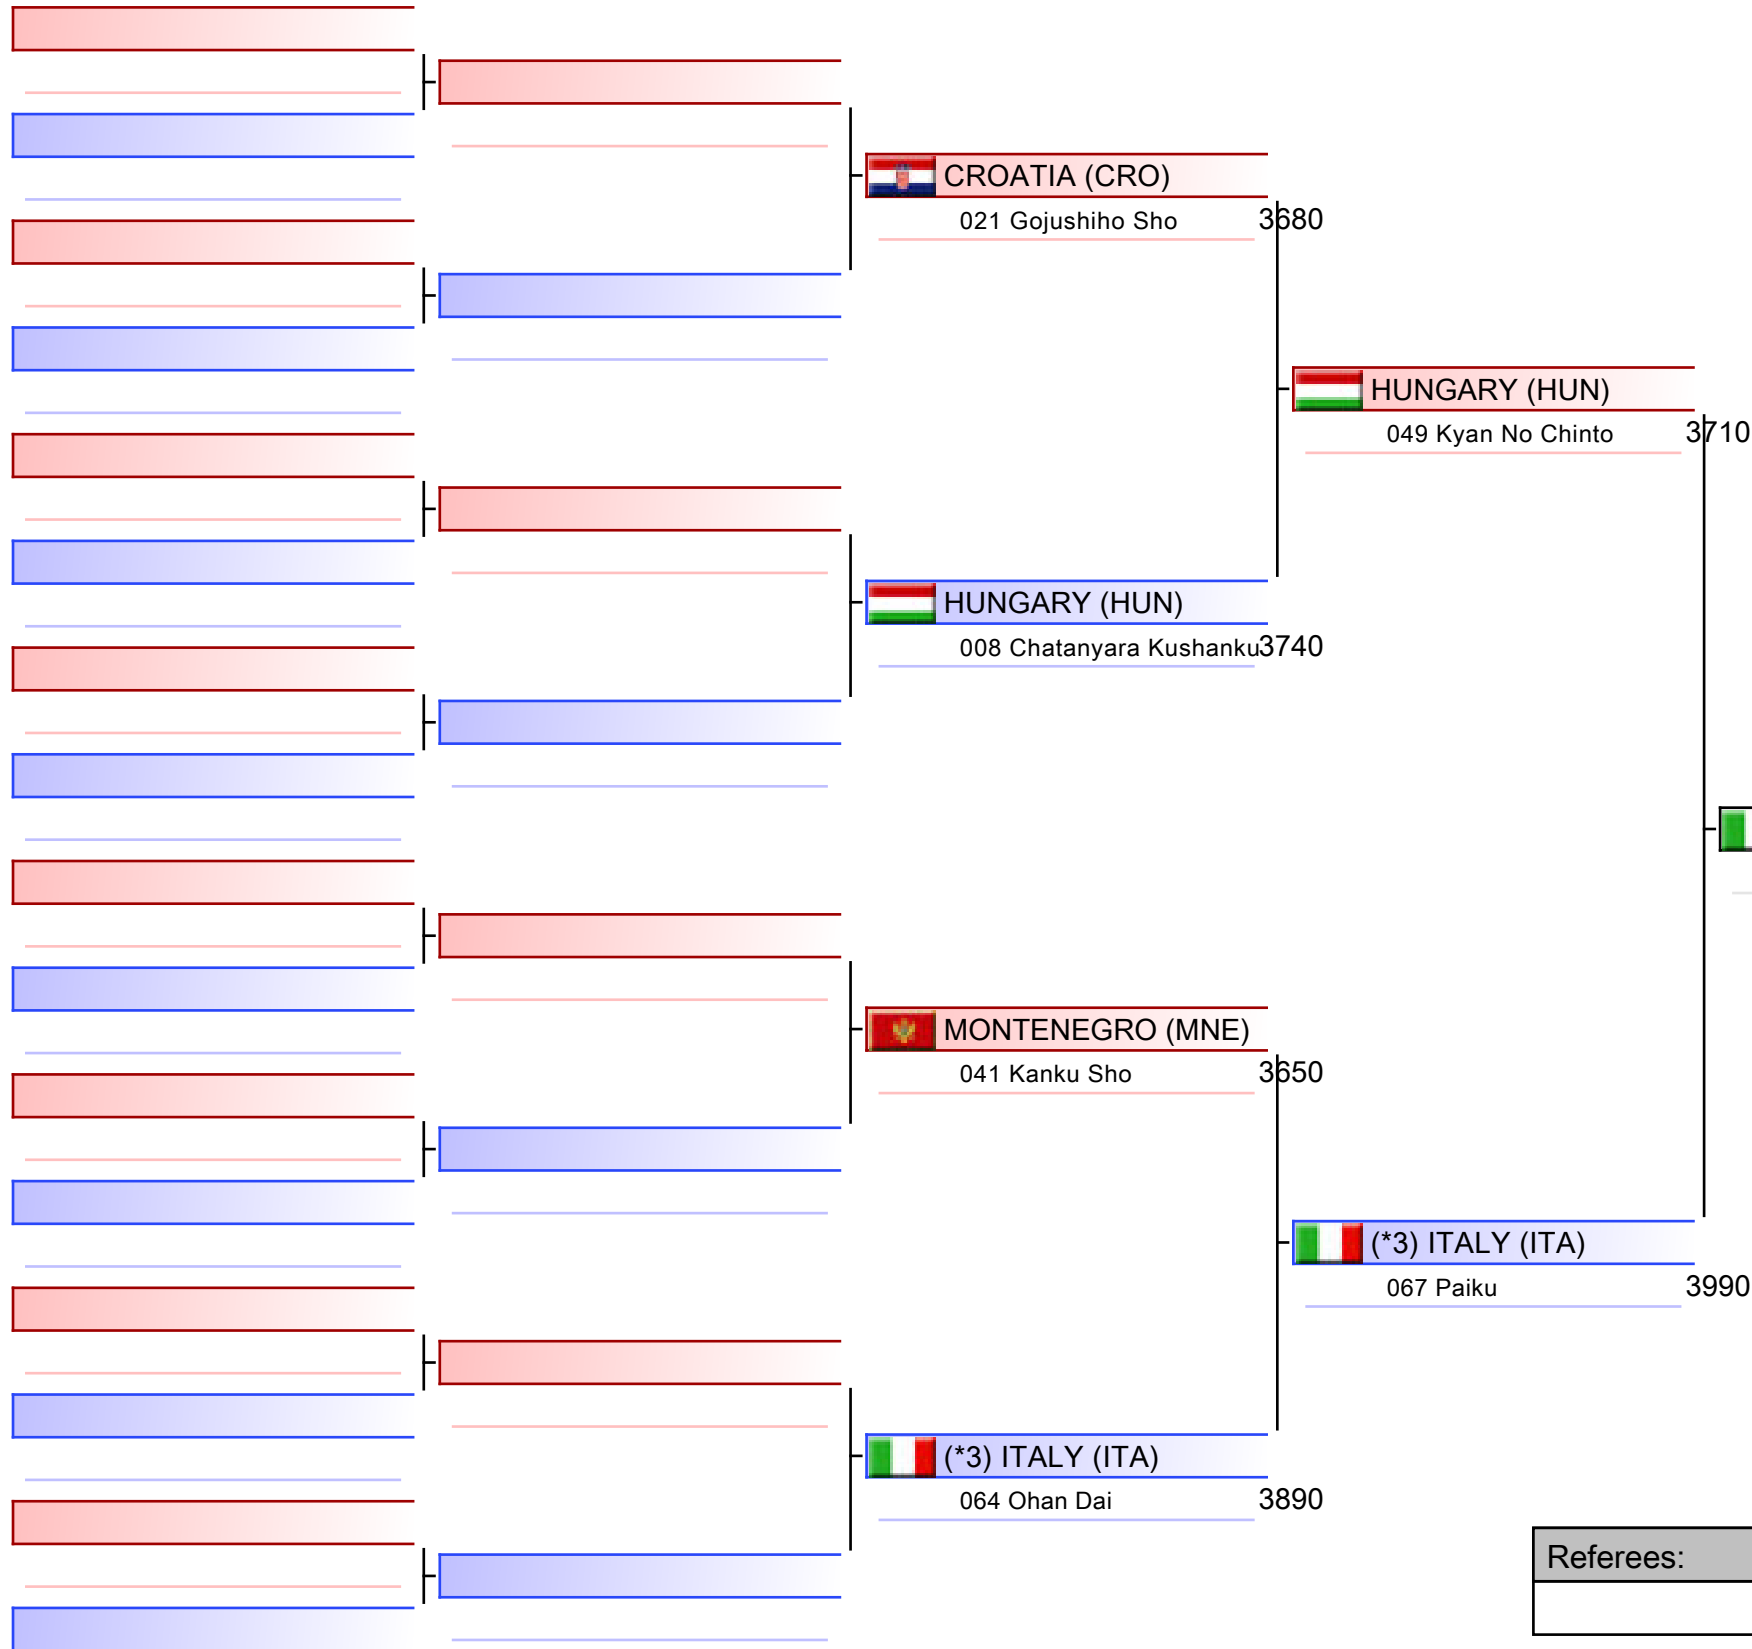 CROATIA (CRO)
021 Gojushiho Sho 3680
HUNGARY (HUN)
049 Kyan No Chinto 3710
HUNGARY (HUN)
008 Chatanyara Kushanku 3740
MONTENEGRO (MNE)
041 Kanku Sho 3650
(*3) ITALY (ITA)
067 Paiku 3990
(*3) ITALY (ITA)
064 Ohan Dai 3890
Referees: